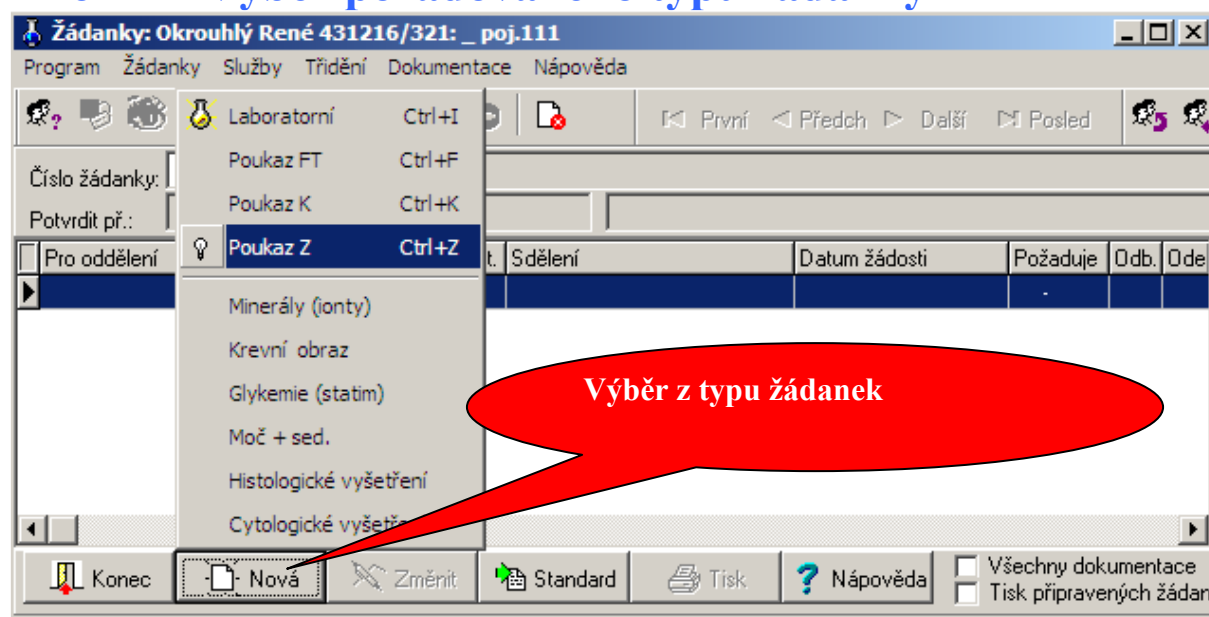 Žádanky: Okrouhlý René 431216/321: _ poj.111
Program Žádanky Služby Třídění Dokumentace Nápověda
Laboratorní Ctrl+I
První Předch Další Posled
Poukaz FT Ctrl+F
Číslo žádanky:
Poukaz K Ctrl+K
Potvrdit př.:
Poukaz Z Ctrl+Z
Pro oddělení t. Sdělení Datum žádosti Požaduje Odb. Ode
-
Minerály (ionty)
Krevní obraz
Glykemie (statim)
Výběr z typu žádanek
Moč + sed.
Histologické vyšetření
Cytologické
Konec Nová Změnit Standard Tisk Nápověda
Všechny dokumentace
Tisk připravených žádan